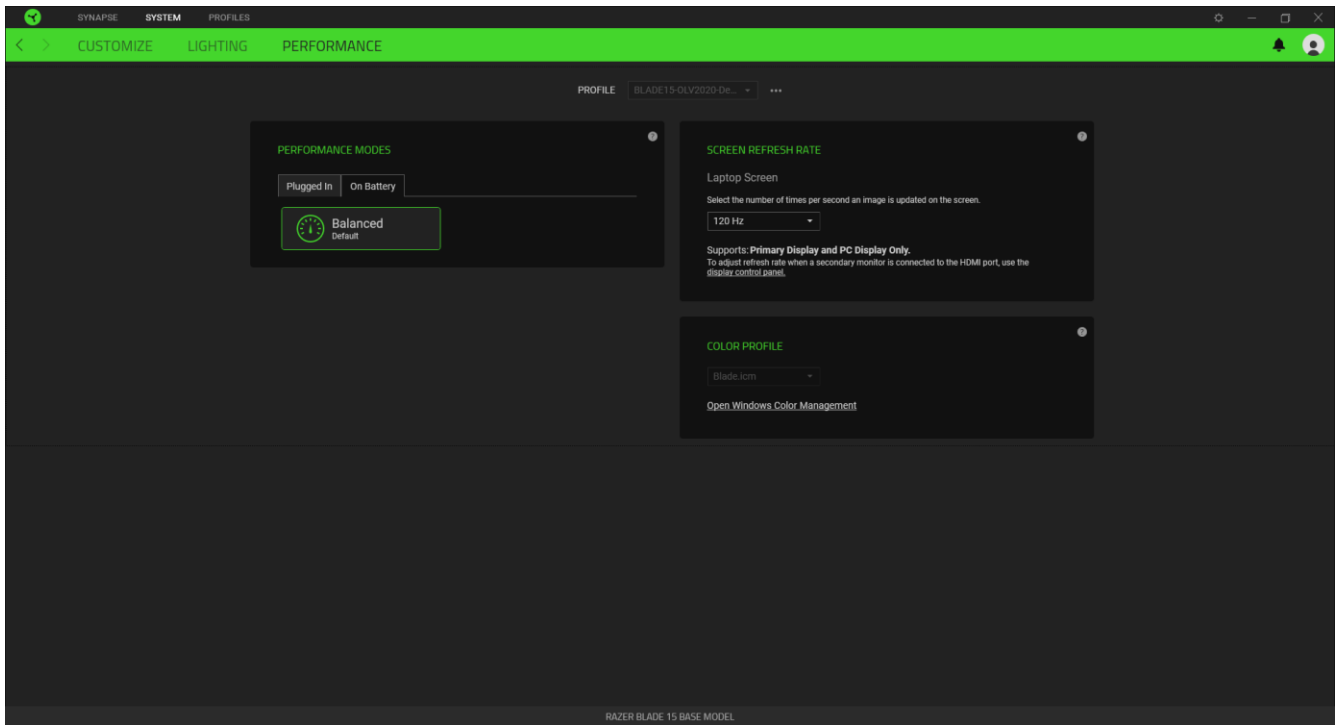 SYNAPSE SYSTEM PROFILES
CUSTOMIZE LIGHTING PERFORMANCE
PROFILE BLADE15-OLV2020-De... 
PERFORMANCE MODES
Plugged In On Battery
Balanced
Default
SCREEN REFRESH RATE
Laptop Screen
Select the number of times per second an image is updated on the screen.
120 Hz
Supports: Primary Display and PC Display Only.
To adjust refresh rate when a secondary monitor is connected to the HDMI port, use the
display control panel.
COLOR PROFILE
Blade.icm
Open Windows Color Management
RAZER BLADE 15 BASE MODEL